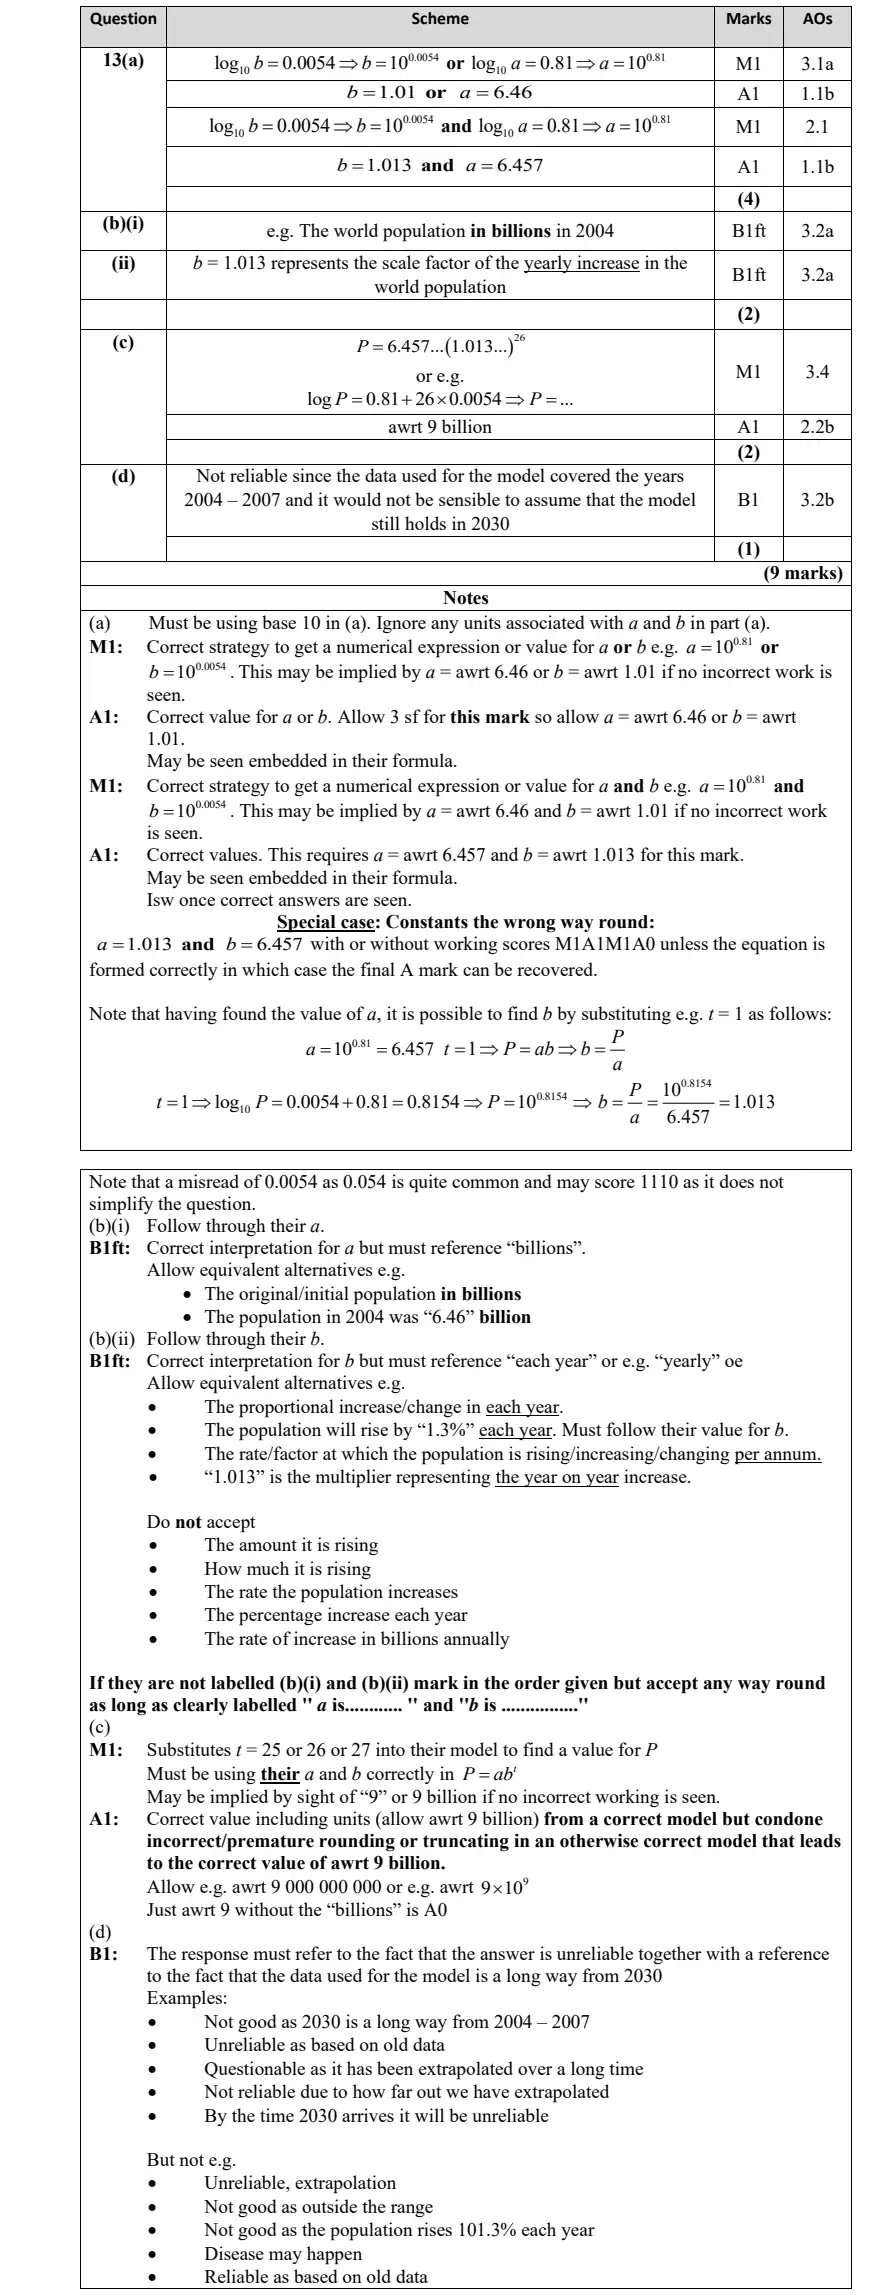 Question Scheme Marks AOs
13(a) log₁₀ b = 0.0054 ⇒ b = 10^0.0054 or log₁₀ a = 0.81 ⇒ a = 10^0.81 M1 3.1a
b = 1.01 or a = 6.46 A1 1.1b
log₁₀ b = 0.0054 ⇒ b = 10^0.0054 and log₁₀ a = 0.81 ⇒ a = 10^0.81 M1 2.1
b = 1.013 and a = 6.457 A1 1.1b
(4)
(b)(i) e.g. The world population in billions in 2004 B1ft 3.2a
(ii) b = 1.013 represents the scale factor of the yearly increase in the
world population B1ft 3.2a
(2)
(c) P = 6.457...(1.013...)^26
or e.g.
log P = 0.81 + 26 × 0.0054 ⇒ P = ... M1 3.4
awrt 9 billion A1 2.2b
(2)
(d) Not reliable since the data used for the model covered the years
2004 – 2007 and it would not be sensible to assume that the model
still holds in 2030 B1 3.2b
(1)
(9 marks)
Notes
(a) Must be using base 10 in (a). Ignore any units associated with a and b in part (a).
M1: Correct strategy to get a numerical expression or value for a or b e.g. a = 10^0.81 or
b = 10^0.0054. This may be implied by a = awrt 6.46 or b = awrt 1.01 if no incorrect work is
seen.
A1: Correct value for a or b. Allow 3 sf for this mark so allow a = awrt 6.46 or b = awrt
1.01.
May be seen embedded in their formula.
M1: Correct strategy to get a numerical expression or value for a and b e.g. a = 10^0.81 and
b = 10^0.0054. This may be implied by a = awrt 6.46 and b = awrt 1.01 if no incorrect work
is seen.
A1: Correct values. This requires a = awrt 6.457 and b = awrt 1.013 for this mark.
May be seen embedded in their formula.
Isw once correct answers are seen.
Special case: Constants the wrong way round:
a = 1.013 and b = 6.457 with or without working scores M1A1M1A0 unless the equation is
formed correctly in which case the final A mark can be recovered.
Note that having found the value of a, it is possible to find b by substituting e.g. t = 1 as follows:
a = 10^0.81 = 6.457 t = 1 ⇒ P = ab ⇒ b = P/a
t = 1 ⇒ log₁₀ P = 0.0054 + 0.81 = 0.8154 ⇒ P = 10^0.8154 ⇒ b = P/a = 10^0.8154/6.457 = 1.013
Note that a misread of 0.0054 as 0.054 is quite common and may score 1110 as it does not
simplify the question.
(b)(i) Follow through their a.
B1ft: Correct interpretation for a but must reference “billions”.
Allow equivalent alternatives e.g.
• The original/initial population in billions
• The population in 2004 was “6.46” billion
(b)(ii) Follow through their b.
B1ft: Correct interpretation for b but must reference “each year” or e.g. “yearly” oe
Allow equivalent alternatives e.g.
• The proportional increase/change in each year.
• The population will rise by “1.3%” each year. Must follow their value for b.
• The rate/factor at which the population is rising/increasing/changing per annum.
• “1.013” is the multiplier representing the year on year increase.
Do not accept
• The amount it is rising
• How much it is rising
• The rate the population increases
• The percentage increase each year
• The rate of increase in billions annually
If they are not labelled (b)(i) and (b)(ii) mark in the order given but accept any way round
as long as clearly labelled " a is............ " and "b is ................"
(c)
M1: Substitutes t = 25 or 26 or 27 into their model to find a value for P
Must be using their a and b correctly in P = ab^t
May be implied by sight of “9” or 9 billion if no incorrect working is seen.
A1: Correct value including units (allow awrt 9 billion) from a correct model but condone
incorrect/premature rounding or truncating in an otherwise correct model that leads
to the correct value of awrt 9 billion.
Allow e.g. awrt 9 000 000 000 or e.g. awrt 9×10^9
Just awrt 9 without the “billions” is A0
(d)
B1: The response must refer to the fact that the answer is unreliable together with a reference
to the fact that the data used for the model is a long way from 2030
Examples:
• Not good as 2030 is a long way from 2004 – 2007
• Unreliable as based on old data
• Questionable as it has been extrapolated over a long time
• Not reliable due to how far out we have extrapolated
• By the time 2030 arrives it will be unreliable
But not e.g.
• Unreliable, extrapolation
• Not good as outside the range
• Not good as the population rises 101.3% each year
• Disease may happen
• Reliable as based on old data